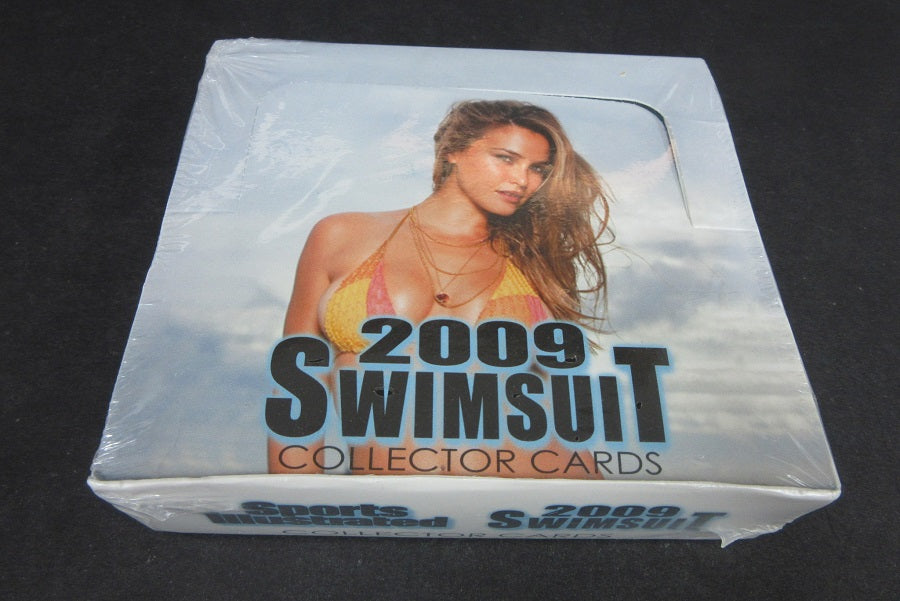 2009
SWIMSUIT
COLLECTOR CARDS
Sports
Illustrated
2009
SWIMSUIT
COLLECTOR CARDS